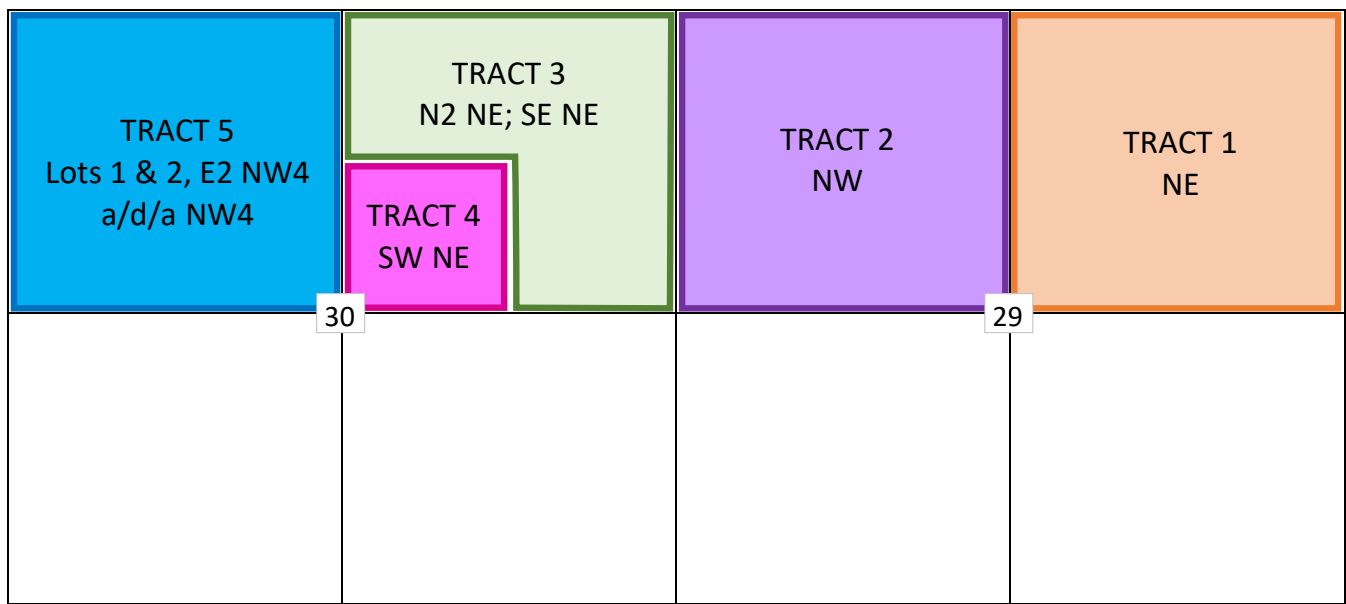 TRACT 5
Lots 1 & 2, E2 NW4
a/d/a NW4
TRACT 3
N2 NE; SE NE
TRACT 4
SW NE
TRACT 2
NW
TRACT 1
NE
30
29